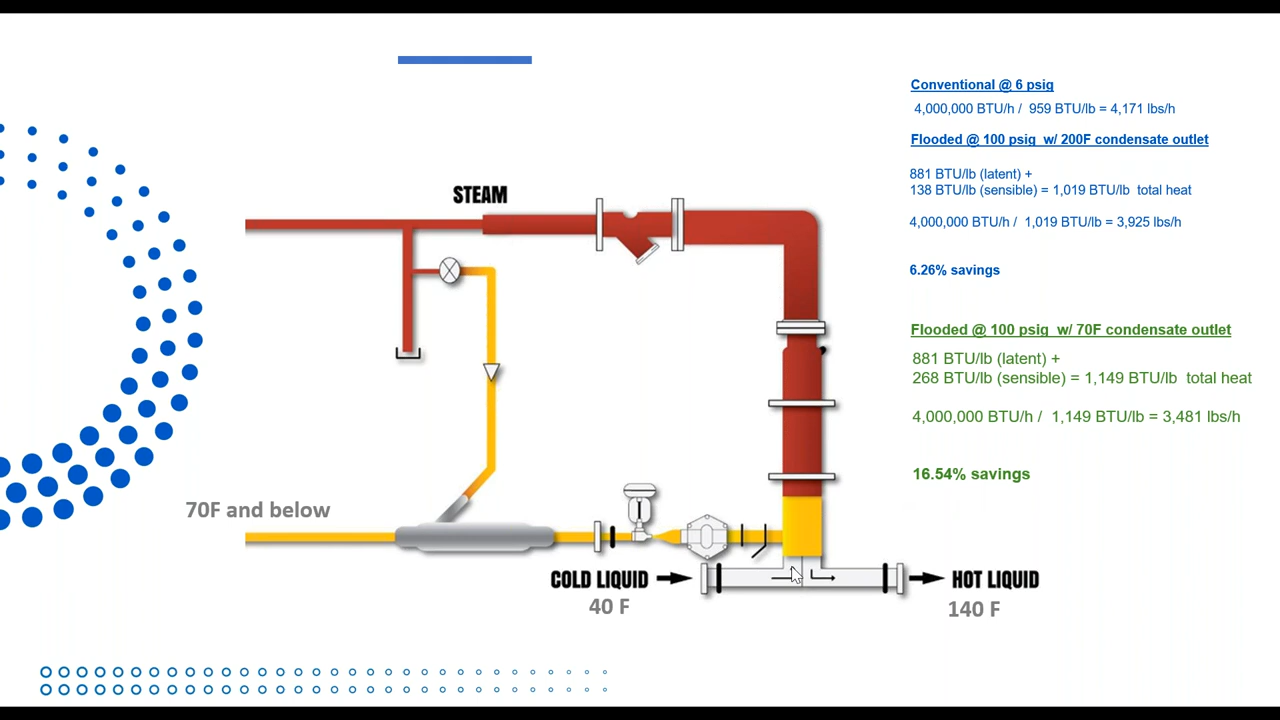 Conventional @ 6 psig
4,000,000 BTU/h / 959 BTU/lb = 4,171 lbs/h
Flooded @ 100 psig w/ 200F condensate outlet
881 BTU/lb (latent) +
138 BTU/lb (sensible) = 1,019 BTU/lb total heat
4,000,000 BTU/h / 1,019 BTU/lb = 3,925 lbs/h
6.26% savings
Flooded @ 100 psig w/ 70F condensate outlet
881 BTU/lb (latent) +
268 BTU/lb (sensible) = 1,149 BTU/lb total heat
4,000,000 BTU/h / 1,149 BTU/lb = 3,481 lbs/h
16.54% savings
STEAM
70F and below
COLD LIQUID
40 F
HOT LIQUID
140 F